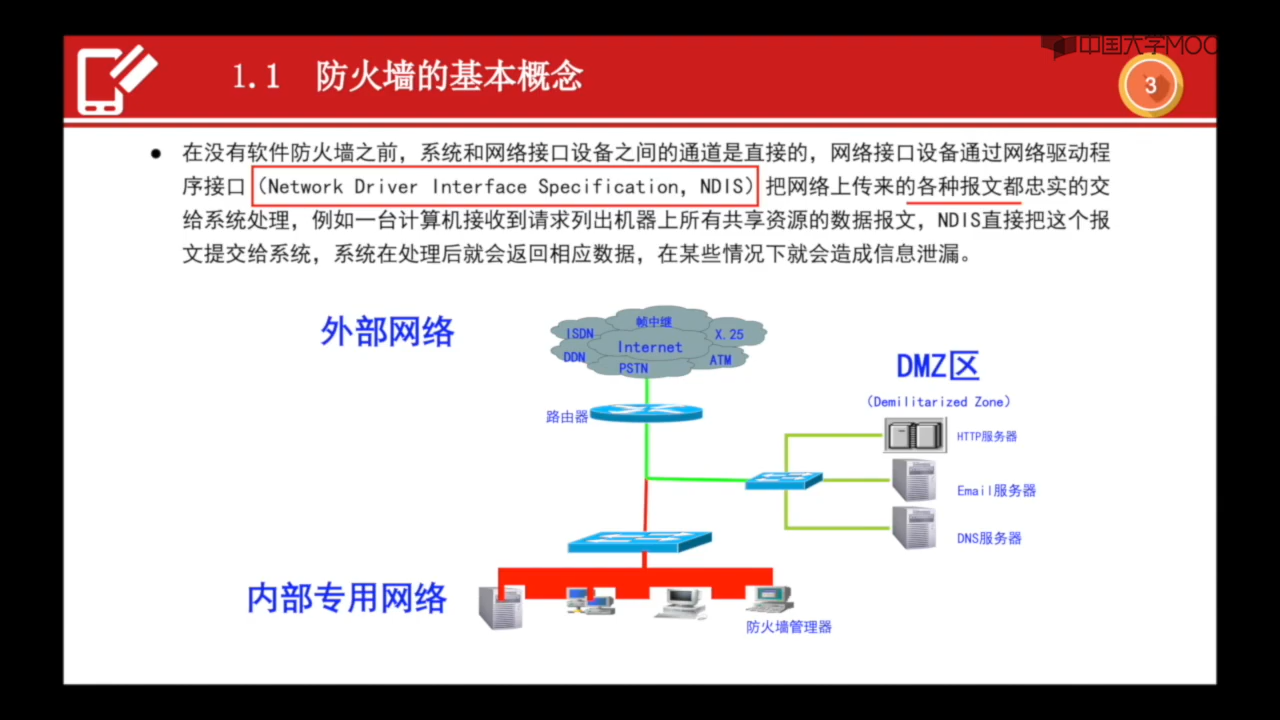 中国大学MOC
1.1 防火墙的基本概念
3
● 在没有软件防火墙之前，系统和网络接口设备之间的通道是直接的，网络接口设备通过网络驱动程
序接口（Network Driver Interface Specification，NDIS）把网络上传来的各种报文都忠实的交
给系统处理，例如一台计算机接收到请求列出机器上所有共享资源的数据报文，NDIS直接把这个报
文提交给系统，系统在处理后就会返回相应数据，在某些情况下就会造成信息泄漏。
外部网络
帧中继
ISDN
X.25
Internet
DDN
ATM
PSTN
DMZ区
（Demilitarized Zone）
路由器
HTTP服务器
Email服务器
DNS服务器
内部专用网络
防火墙管理器